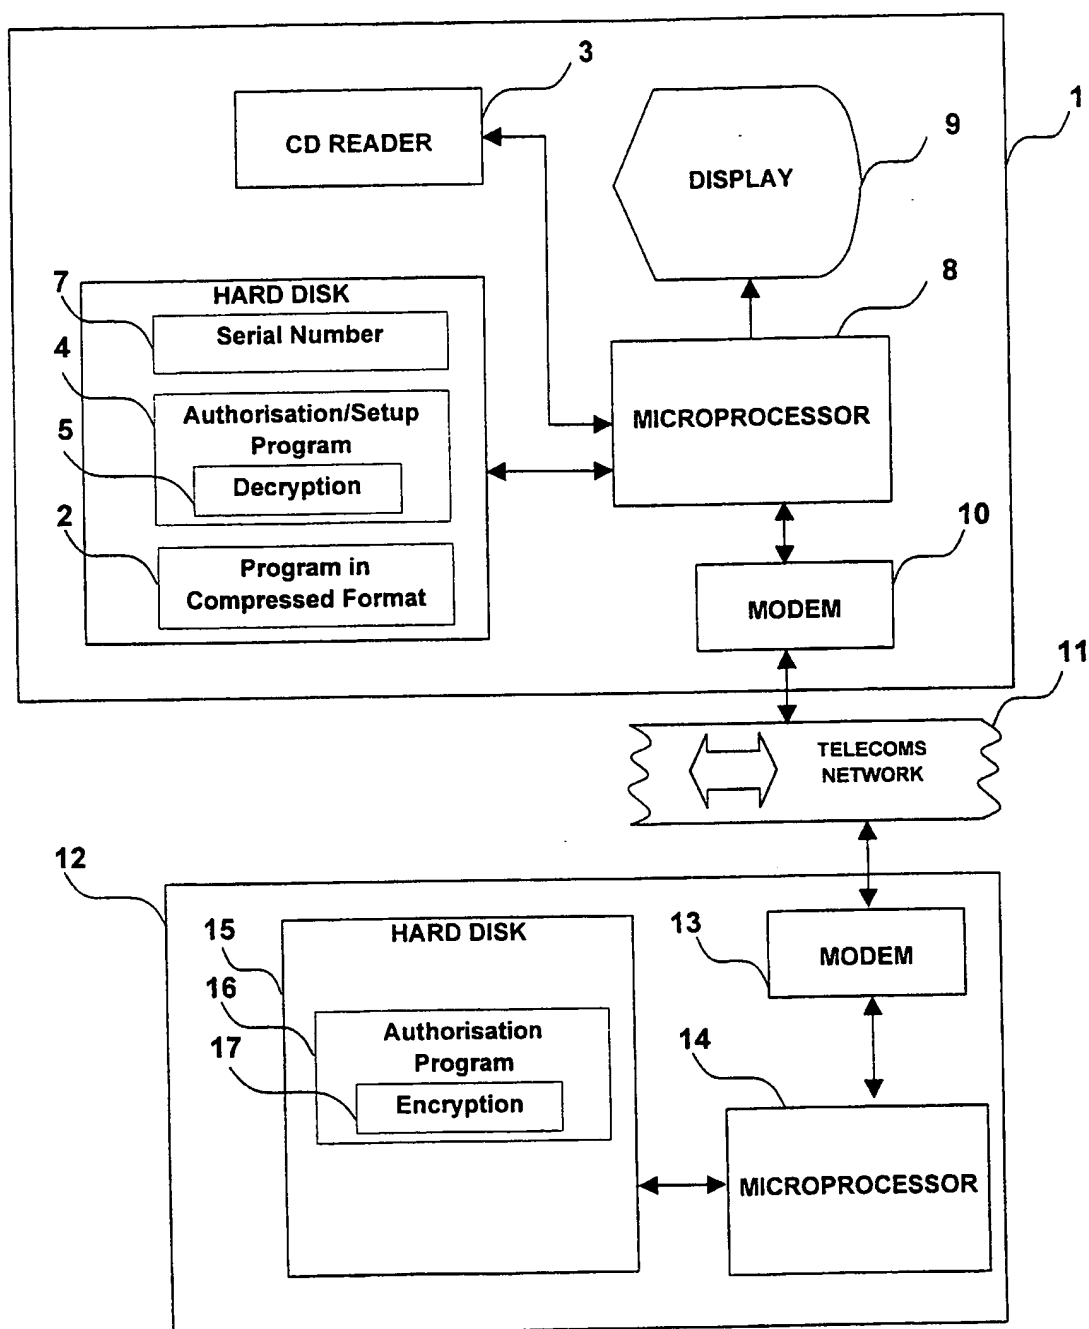 3
1
CD READER
9
DISPLAY
7
HARD DISK
8
Serial Number
4
Authorisation/Setup
Program
MICROPROCESSOR
5
Decryption
2
10
Program in
Compressed Format
MODEM
11
TELECOMS
NETWORK
12
15
HARD DISK
13
MODEM
16
Authorisation
Program
17
14
Encryption
MICROPROCESSOR